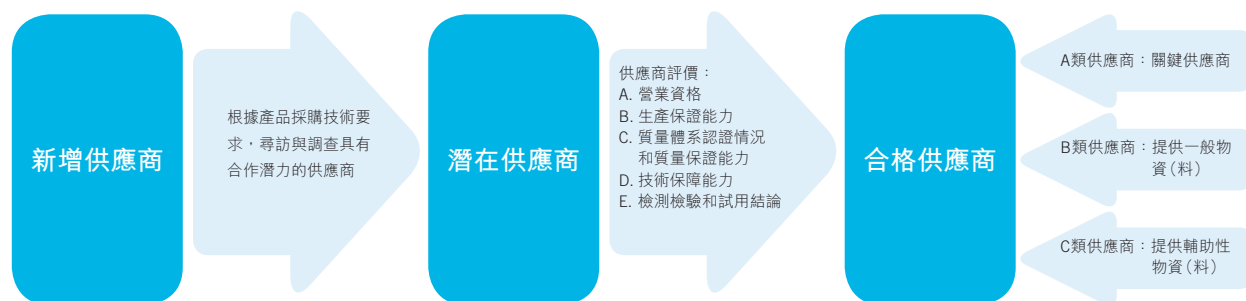 新增供應商
根據產品採購技術要
求，尋訪與調查具有
合作潛力的供應商
潛在供應商
供應商評價：
A. 營業資格
B. 生產保證能力
C. 質量體系認證情況
和質量保證能力
D. 技術保障能力
E. 檢測檢驗和試用結論
合格供應商
A類供應商：關鍵供應商
B類供應商：提供一般物
資（料）
C類供應商：提供輔助性
物資（料）